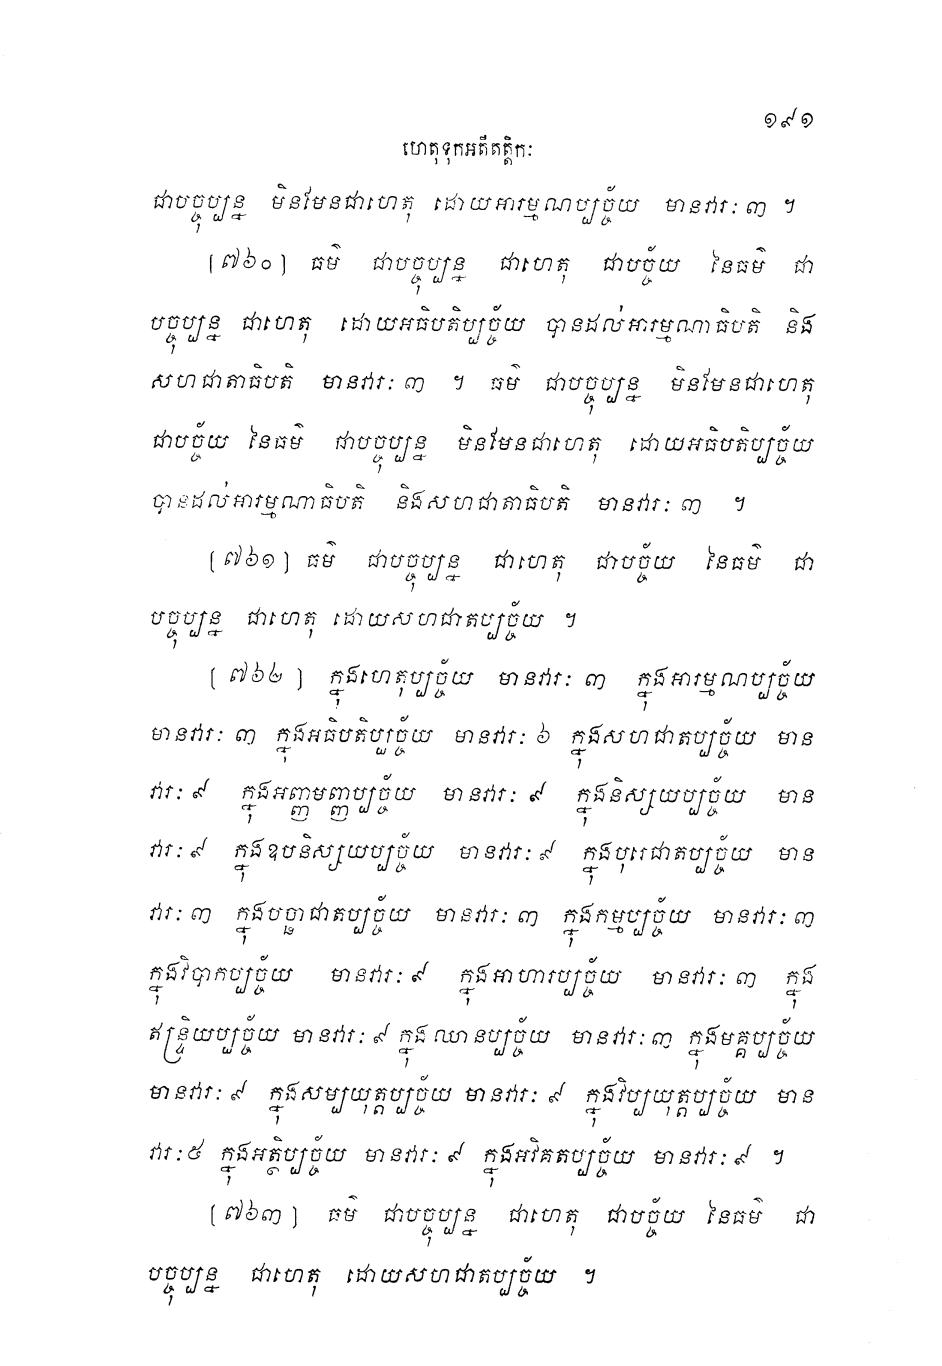 ១៩១
ហេតុទុកអតីតត្តិកៈ
ជាបច្ចុប្បន្ន មិនមែនជាហេតុ ដោយអារម្មណប្បច្ច័យ មានវារៈ ៣ ។
[៧៦០] ធម៌ ជាបច្ចុប្បន្ន ជាហេតុ ជាបច្ច័យ នៃធម៌ ជា
បច្ចុប្បន្ន ជាហេតុ ដោយអធិបតិប្បច្ច័យ បានដល់អារម្មណាធិបតិ និង
សហជាតាធិបតិ មានវារៈ ៣ ។ ធម៌ ជាបច្ចុប្បន្ន មិនមែនជាហេតុ
ជាបច្ច័យ នៃធម៌ ជាបច្ចុប្បន្ន មិនមែនជាហេតុ ដោយអធិបតិប្បច្ច័យ
បានដល់អារម្មណាធិបតិ និងសហជាតាធិបតិ មានវារៈ ៣ ។
[៧៦១] ធម៌ ជាបច្ចុប្បន្ន ជាហេតុ ជាបច្ច័យ នៃធម៌ ជា
បច្ចុប្បន្ន ជាហេតុ ដោយសហជាតប្បច្ច័យ ។
[៧៦២] ក្នុងហេតុប្បច្ច័យ មានវារៈ ៣ ក្នុងអារម្មណប្បច្ច័យ
មានវារៈ ៣ ក្នុងអធិបតិប្បច្ច័យ មានវារៈ ៦ ក្នុងសហជាតប្បច្ច័យ មាន
វារៈ ៩ ក្នុងអញ្ញមញ្ញប្បច្ច័យ មានវារៈ ៩ ក្នុងនិស្សយប្បច្ច័យ មាន
វារៈ ៩ ក្នុងឧបនិស្សយប្បច្ច័យ មានវារៈ ៩ ក្នុងបុរេជាតប្បច្ច័យ មាន
វារៈ ៣ ក្នុងបច្ឆាជាតប្បច្ច័យ មានវារៈ ៣ ក្នុងកម្មប្បច្ច័យ មានវារៈ ៣
ក្នុងវិបាកប្បច្ច័យ មានវារៈ ៩ ក្នុងអាហារប្បច្ច័យ មានវារៈ ៣ ក្នុង
ឥន្ទ្រិយប្បច្ច័យ មានវារៈ ៩ ក្នុងឈានប្បច្ច័យ មានវារៈ ៣ ក្នុងមគ្គប្បច្ច័យ
មានវារៈ ៩ ក្នុងសម្បយុត្តប្បច្ច័យ មានវារៈ ៩ ក្នុងវិប្បយុត្តប្បច្ច័យ មាន
វារៈ ៥ ក្នុងអត្ថិប្បច្ច័យ មានវារៈ ៩ ក្នុងអវិគតប្បច្ច័យ មានវារៈ ៩ ។
[៧៦៣] ធម៌ ជាបច្ចុប្បន្ន ជាហេតុ ជាបច្ច័យ នៃធម៌ ជា
បច្ចុប្បន្ន ជាហេតុ ដោយសហជាតប្បច្ច័យ ។